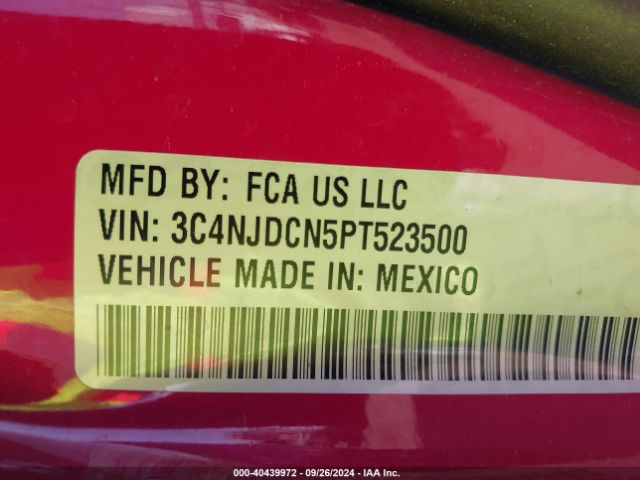 MFD BY: FCA US LLC
VIN: 3C4NJDCN5PT523500
VEHICLE MADE IN: MEXICO
000-40439972 - 09/26/2024 - IAA Inc.